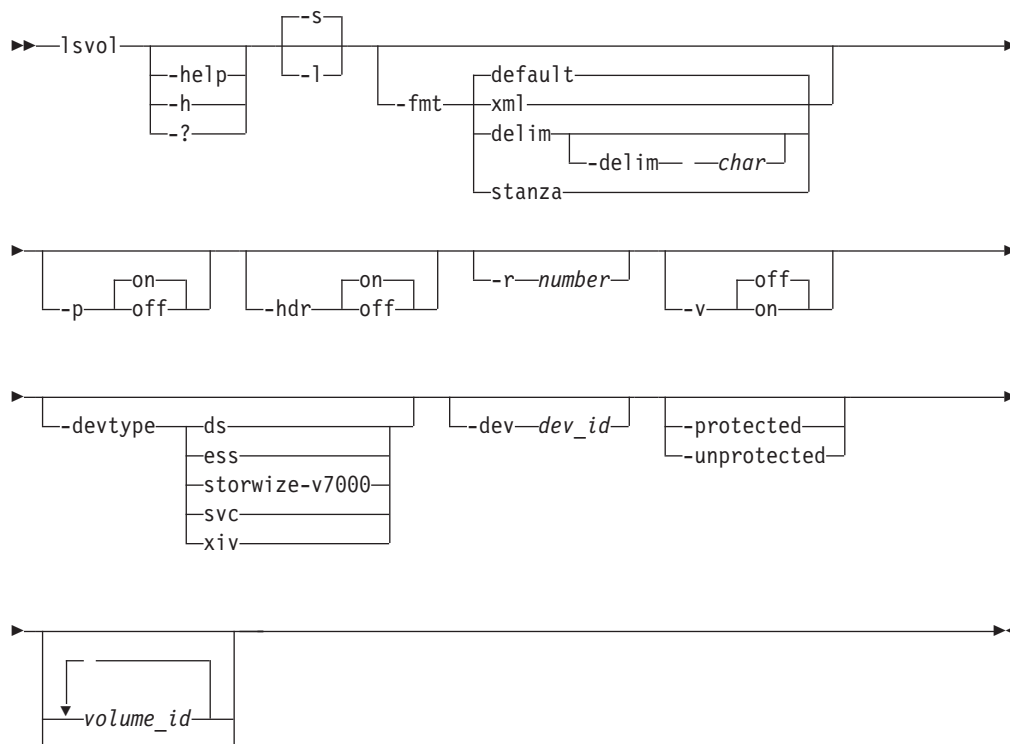 -s
lsvol
-help
-l
default
-h
-fmt
xml
-?
delim
-delim char
stanza
on
on
-r number
off
-p
off
-hdr
off
-v
on
-devtype
ds
-dev dev_id
-protected
ess
-unprotected
storwize-v7000
svc
xiv
volume_id